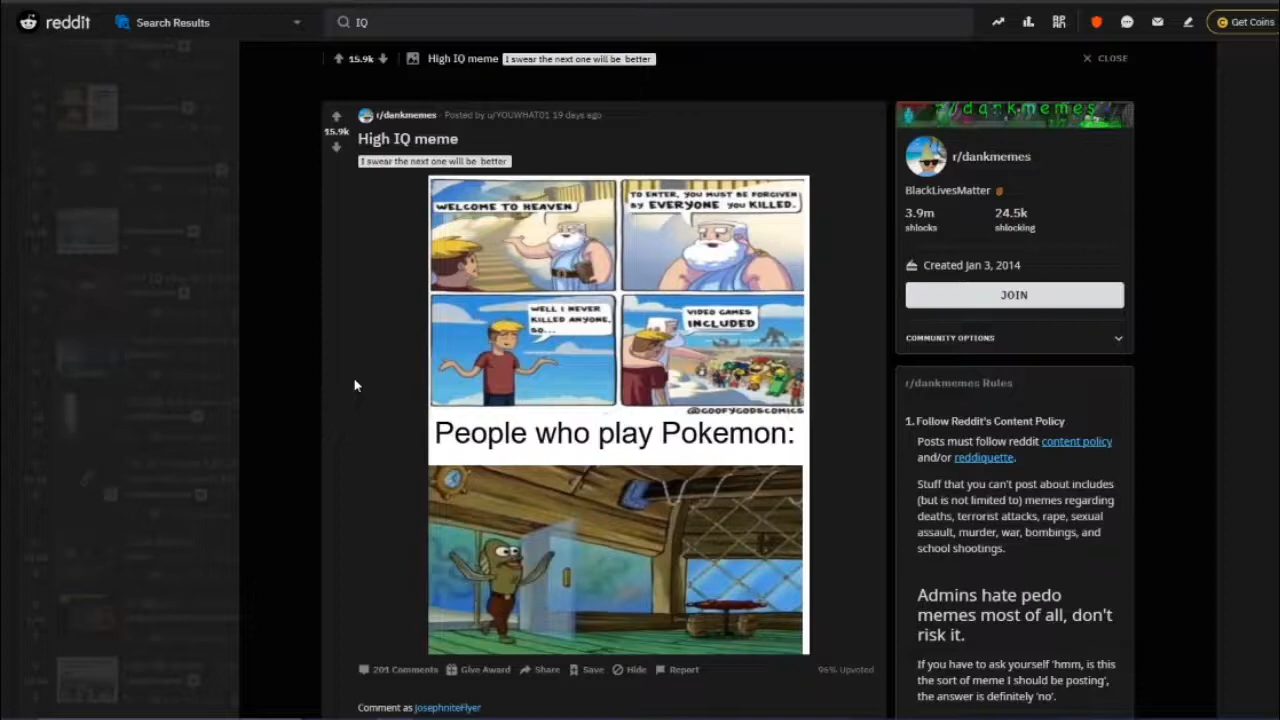 reddit
Search Results
IQ
Get Coins
15.9k
High IQ meme
I swear the next one will be better
CLOSE
r/dankmemes · Posted by u/YOUWHAT01 19 days ago
15.9k
High IQ meme
I swear the next one will be better
WELCOME TO HEAVEN
TO ENTER, YOU MUST BE FORGIVEN
BY EVERYONE YOU KILLED.
WELL I NEVER
KILLED ANYONE,
SO...
VIDEO GAMES
INCLUDED
@GOOFYGODSCOMICS
People who play Pokemon:
201 Comments
Give Award
Share
Save
Hide
Report
96% Upvoted
Comment as JosephniteFlyer
r/dankmemes
r/dankmemes
BlackLivesMatter
3.9m
24.5k
shlocks
shlocking
Created Jan 3, 2014
JOIN
COMMUNITY OPTIONS
r/dankmemes Rules
1. Follow Reddit's Content Policy
Posts must follow reddit content policy
and/or reddiquette.
Stuff that you can't post about includes
(but is not limited to) memes regarding
deaths, terrorist attacks, rape, sexual
assault, murder, war, bombings, and
school shootings.
Admins hate pedo
memes most of all, don't
risk it.
If you have to ask yourself 'hmm, is this
the sort of meme I should be posting',
the answer is definitely 'no'.